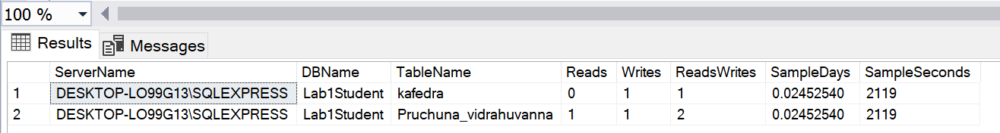 100 %
Results Messages
ServerName DBName TableName Reads Writes ReadsWrites SampleDays SampleSeconds
1 DESKTOP-LO99G13\SQLEXPRESS Lab1Student kafedra 0 1 1 0.02452540 2119
2 DESKTOP-LO99G13\SQLEXPRESS Lab1Student Pruchuna_vidrahuvanna 1 1 2 0.02452540 2119